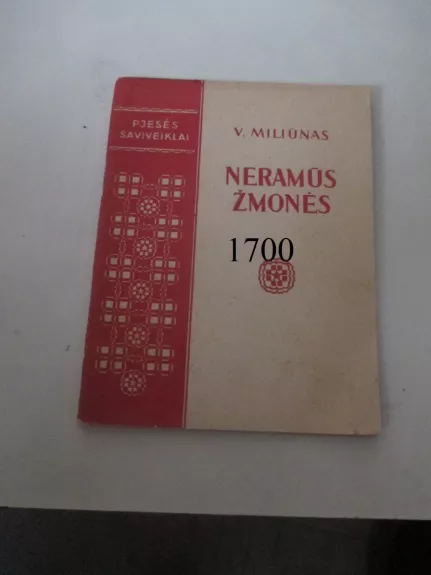 PJESĖS
SAVIVEIKLAI
V. MILIŪNAS
NERAMŪS
ŽMONĖS
1700